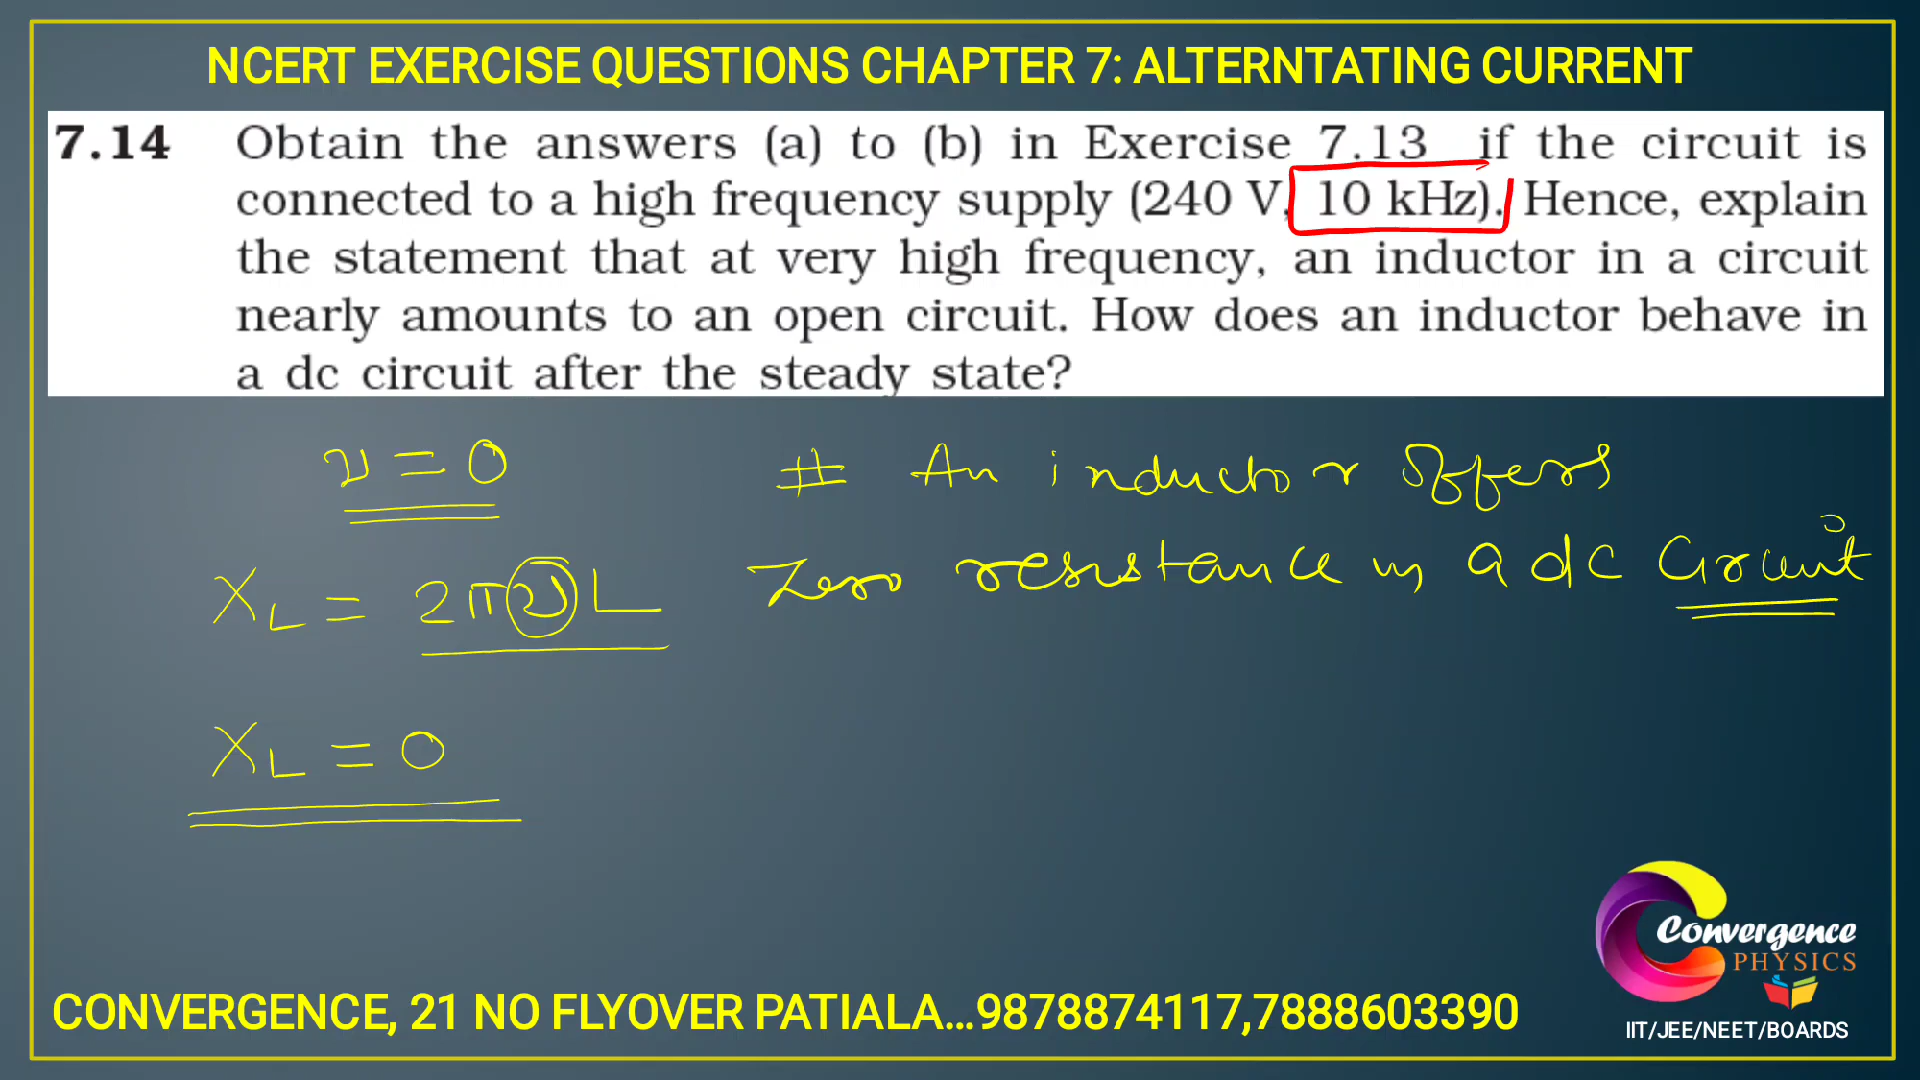 NCERT EXERCISE QUESTIONS CHAPTER 7: ALTERNTATING CURRENT
7.14 Obtain the answers (a) to (b) in Exercise 7.13 if the circuit is
connected to a high frequency supply (240 V, 10 kHz). Hence, explain
the statement that at very high frequency, an inductor in a circuit
nearly amounts to an open circuit. How does an inductor behave in
a dc circuit after the steady state?
ν = 0
# An inductor offers
zero resistance in a dc Circuit
X_L = 2πνL
X_L = 0
Convergence
PHYSICS
CONVERGENCE, 21 NO FLYOVER PATIALA...9878874117,7888603390
IIT/JEE/NEET/BOARDS